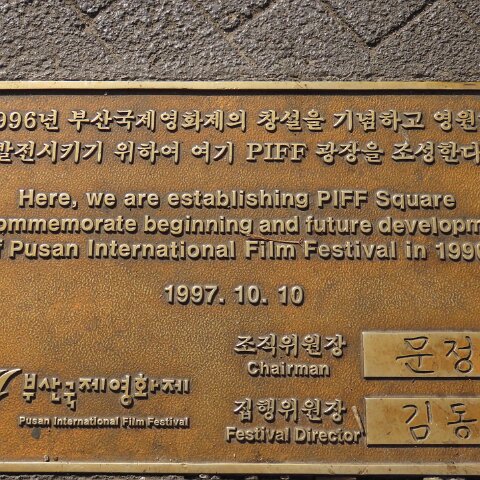 996년 부산국제영화제의 창설을 기념하고 영원
발전시키기 위하여 여기 PIFF 광장을 조성한다
Here, we are establishing PIFF Square
commemorate beginning and future developm
f Pusan International Film Festival in 1996
1997. 10. 10
조직위원장 문정
Chairman
부산국제영화제
Pusan International Film Festival
집행위원장 김동
Festival Director